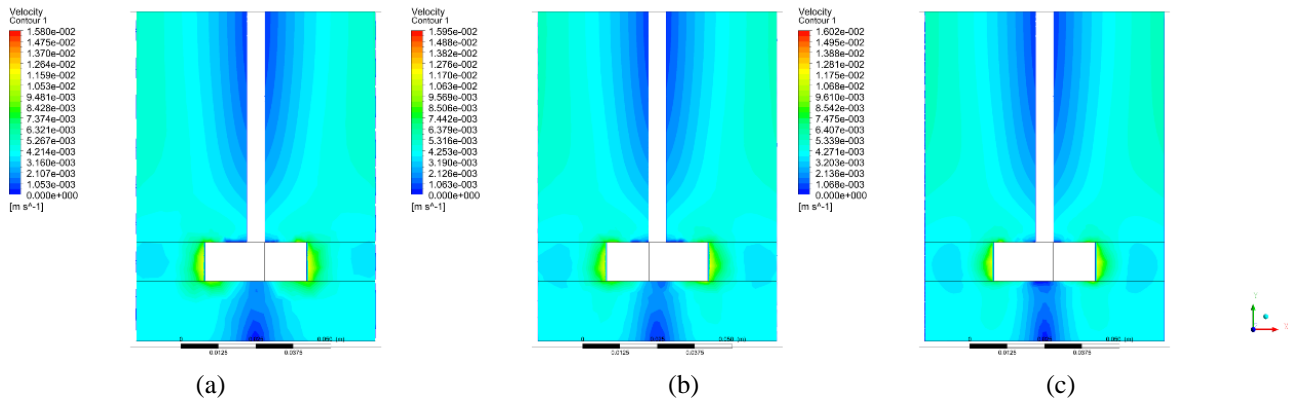 Velocity
Contour 1
1.580e-002
1.475e-002
1.370e-002
1.264e-002
1.159e-002
1.053e-002
9.481e-003
8.428e-003
7.374e-003
6.321e-003
5.267e-003
4.214e-003
3.160e-003
2.107e-003
1.053e-003
0.000e+000
[m s^-1]
0
(m)
0.0125
0.0375
(a)
Velocity
Contour 1
1.595e-002
1.488e-002
1.382e-002
1.276e-002
1.169e-002
1.063e-002
9.569e-003
8.506e-003
7.442e-003
6.379e-003
5.316e-003
4.253e-003
3.190e-003
2.126e-003
1.063e-003
0.000e+000
[m s^-1]
0
(m)
0.0125
0.0375
(b)
Velocity
Contour 1
1.602e-002
1.495e-002
1.388e-002
1.281e-002
1.175e-002
1.068e-002
9.610e-003
8.542e-003
7.475e-003
6.407e-003
5.339e-003
4.271e-003
3.203e-003
2.136e-003
1.068e-003
0.000e+000
[m s^-1]
0
(m)
0.0125
0.0375
(c)
Y
X